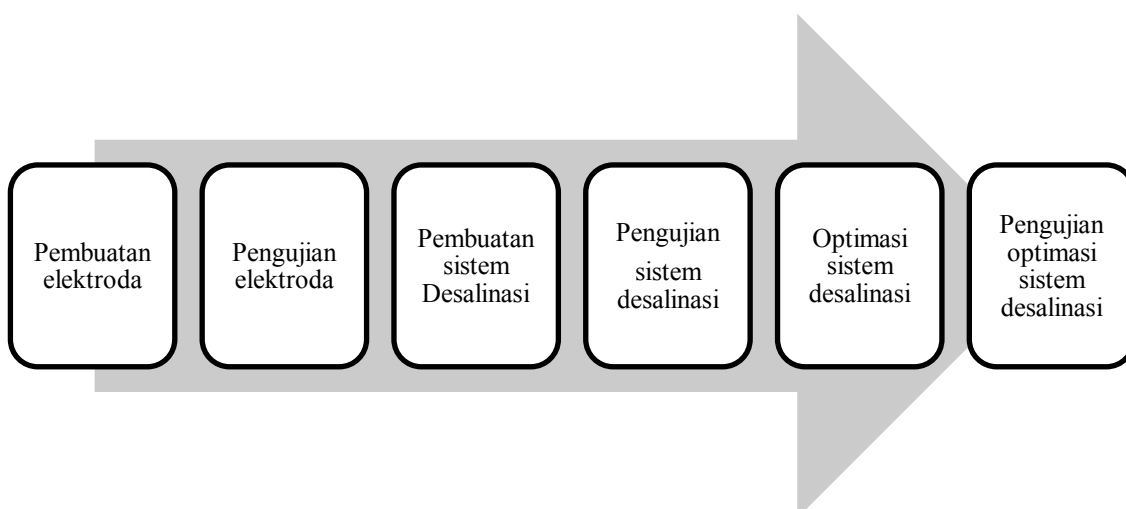 Pembuatan
elektroda
Pengujian
elektroda
Pembuatan
sistem
Desalinasi
Pengujian
sistem
desalinasi
Optimasi
sistem
desalinasi
Pengujian
optimasi
sistem
desalinasi